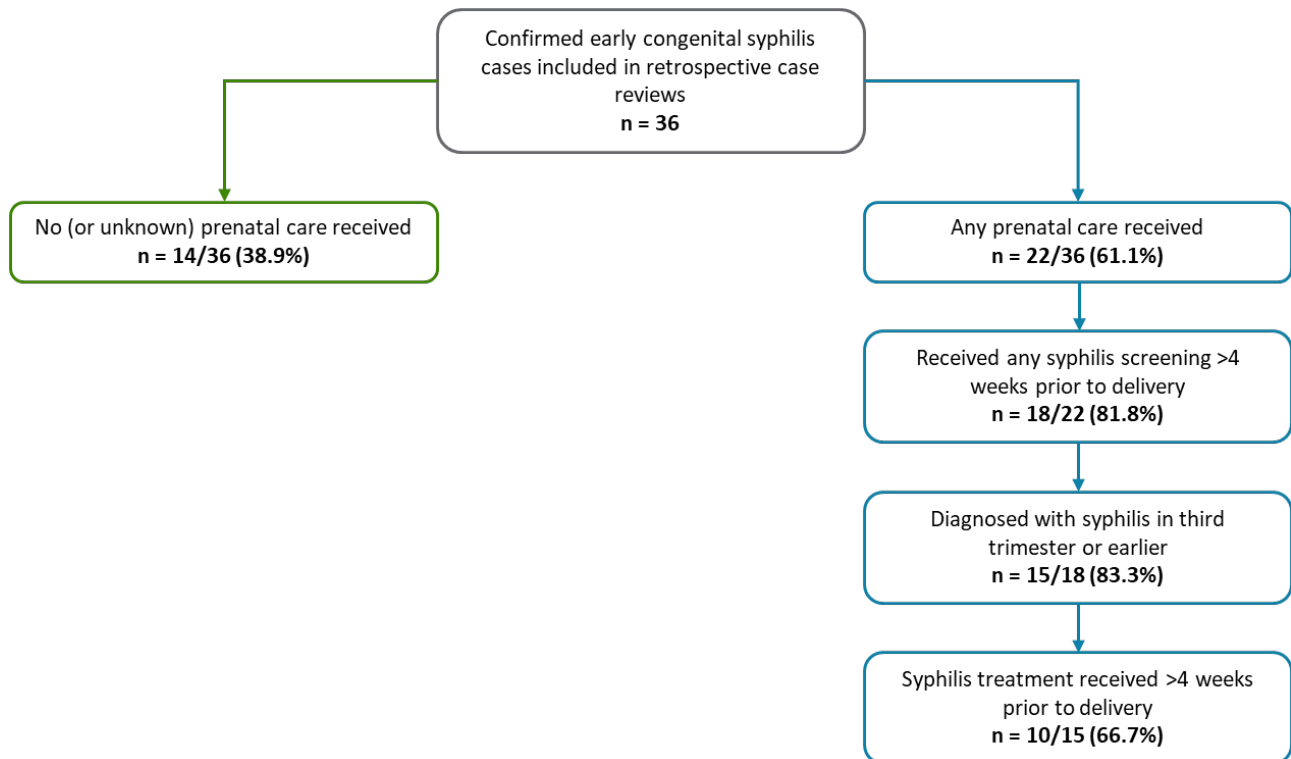 Confirmed early congenital syphilis
cases included in retrospective case
reviews
n = 36
No (or unknown) prenatal care received
n = 14/36 (38.9%)
Any prenatal care received
n = 22/36 (61.1%)
Received any syphilis screening >4
weeks prior to delivery
n = 18/22 (81.8%)
Diagnosed with syphilis in third
trimester or earlier
n = 15/18 (83.3%)
Syphilis treatment received >4 weeks
prior to delivery
n = 10/15 (66.7%)